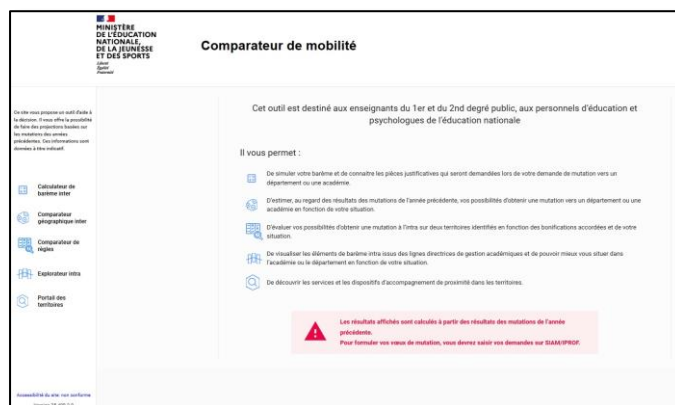 MINISTÈRE
DE L'ÉDUCATION
NATIONALE,
DE LA JEUNESSE
ET DES SPORTS
Liberté
Égalité
Fraternité
Comparateur de mobilité
Ce site vous propose un outil d'aide à
la décision. Il vous offre la possibilité
de faire des projections basées sur
les mutations des années
précédentes. Ces informations sont
données à titre indicatif.
Calculateur de
barème inter
Comparateur
géographique inter
Comparateur de
règles
Explorateur intra
Portail des
territoires
Accessibilité du site: non conforme
Cet outil est destiné aux enseignants du 1er et du 2nd degré public, aux personnels d'éducation et
psychologues de l'éducation nationale
Il vous permet :
De simuler votre barème et de connaitre les pièces justificatives qui seront demandées lors de votre demande de mutation vers un
département ou une académie.
D'estimer, au regard des résultats des mutations de l'année précédente, vos possibilités d'obtenir une mutation vers un département ou une
académie en fonction de votre situation.
D'évaluer vos possibilités d'obtenir une mutation à l'intra sur deux territoires identifiés en fonction des bonifications accordées et de votre
situation.
De visualiser les éléments de barème intra issus des lignes directrices de gestion académiques et de pouvoir mieux vous situer dans
l'académie ou le département en fonction de votre situation.
De découvrir les services et les dispositifs d'accompagnement de proximité dans les territoires.
Les résultats affichés sont calculés à partir des résultats des mutations de l'année
précédente.
Pour formuler vos vœux de mutation, vous devrez saisir vos demandes sur SIAM/IPROF.